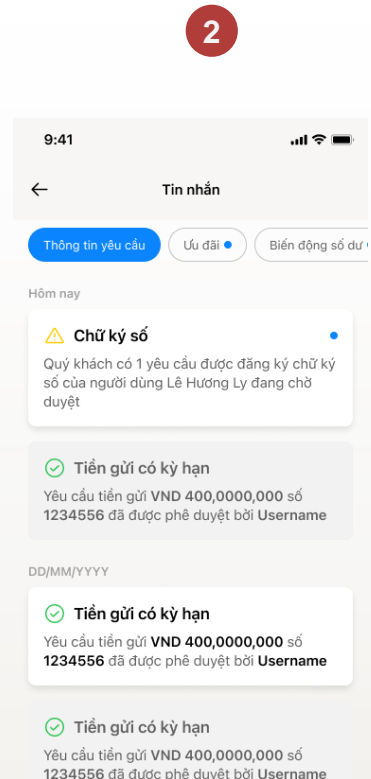 2
9:41
Tin nhắn
Thông tin yêu cầu
Ưu đãi
Biến động số dư
Hôm nay
Chữ ký số
Quý khách có 1 yêu cầu được đăng ký chữ ký
số của người dùng Lê Hương Ly đang chờ
duyệt
Tiền gửi có kỳ hạn
Yêu cầu tiền gửi VND 400,0000,000 số
1234556 đã được phê duyệt bởi Username
DD/MM/YYYY
Tiền gửi có kỳ hạn
Yêu cầu tiền gửi VND 400,0000,000 số
1234556 đã được phê duyệt bởi Username
Tiền gửi có kỳ hạn
Yêu cầu tiền gửi VND 400,0000,000 số
1234556 đã được phê duyệt bởi Username